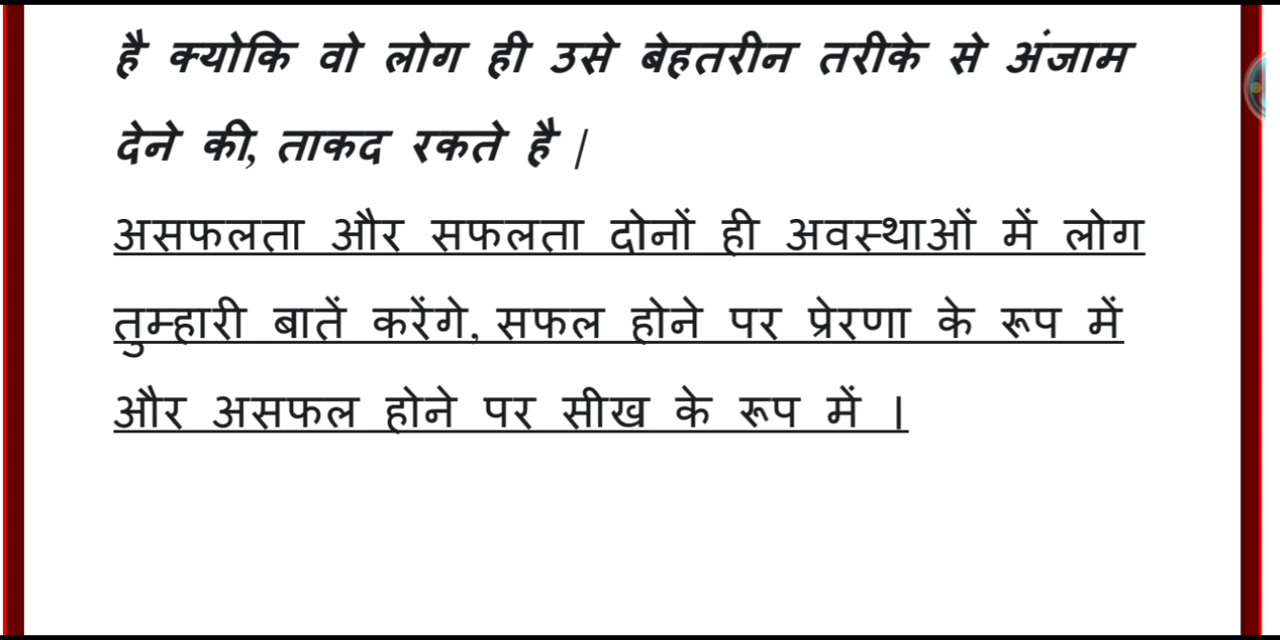 है क्योकि वो लोग ही उसे बेहतरीन तरीके से अंजाम
देने की, ताकद रकते है |
असफलता और सफलता दोनों ही अवस्थाओं में लोग
तुम्हारी बातें करेंगे, सफल होने पर प्रेरणा के रूप में
और असफल होने पर सीख के रूप में ।